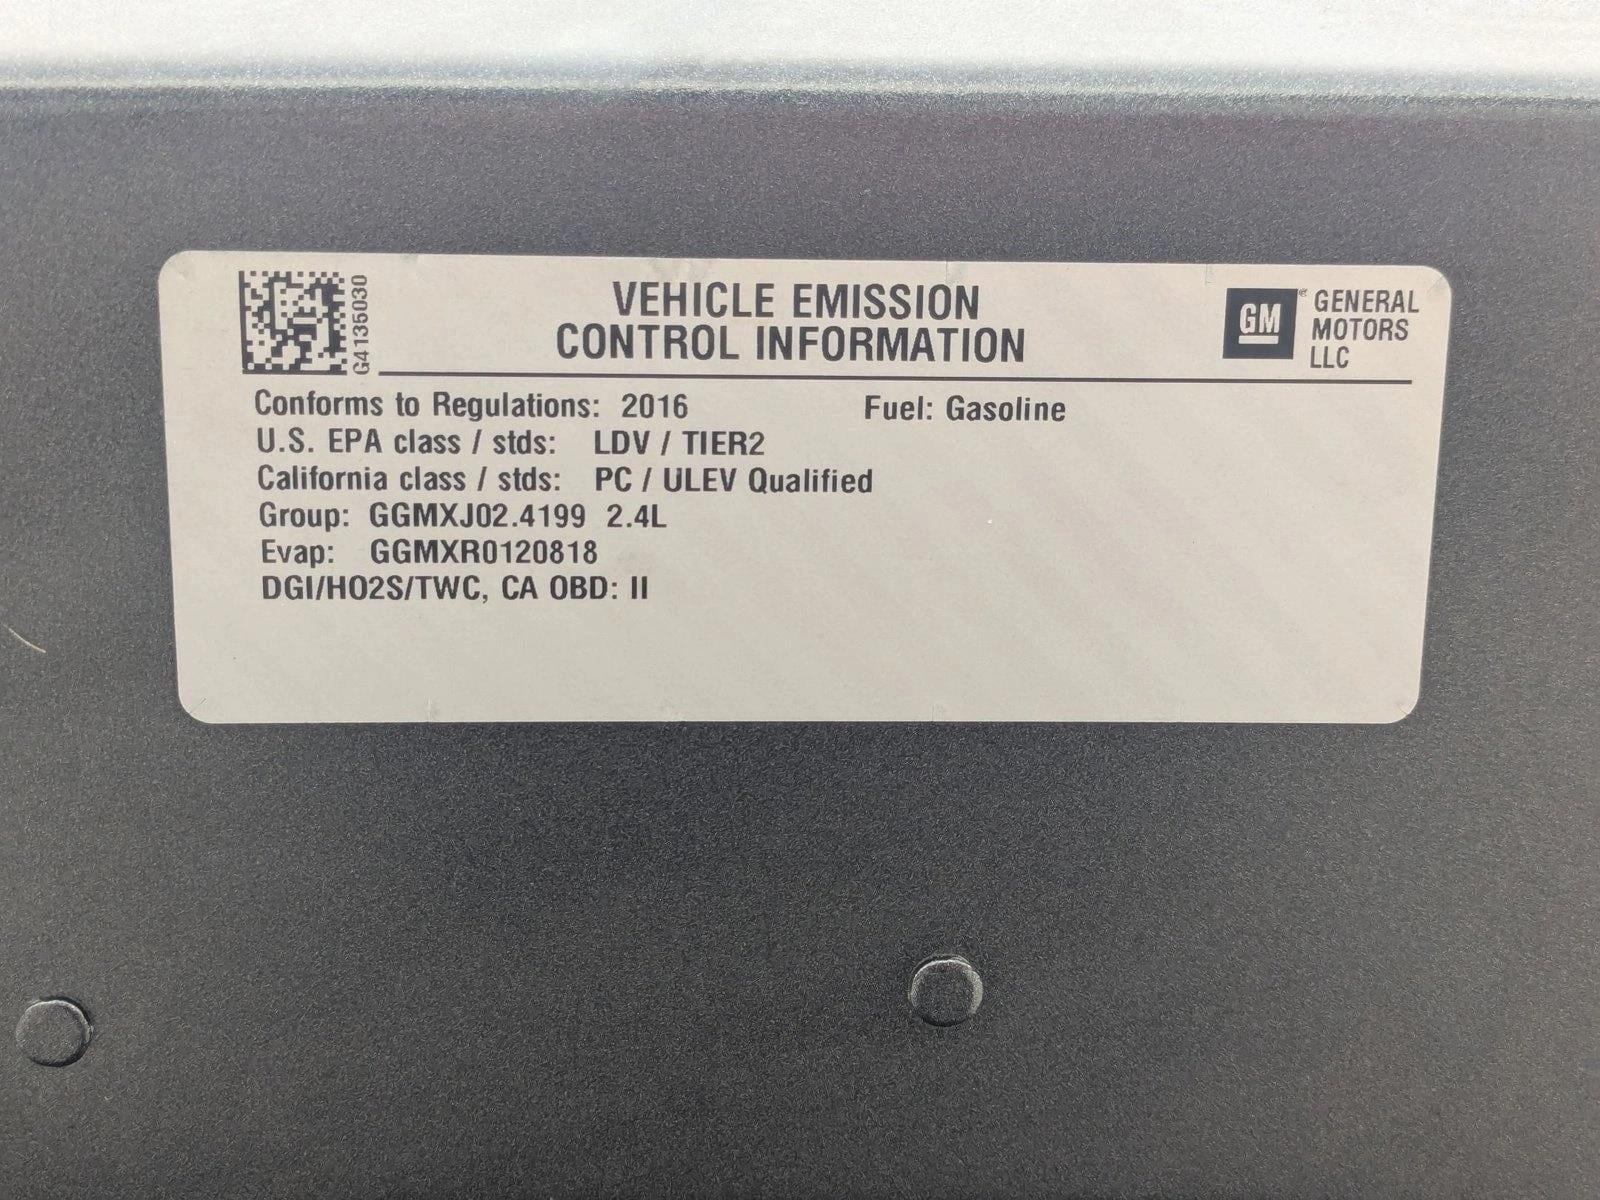 G4135030
VEHICLE EMISSION
CONTROL INFORMATION
GM
GENERAL
MOTORS
LLC
Conforms to Regulations: 2016 Fuel: Gasoline
U.S. EPA class / stds: LDV / TIER2
California class / stds: PC / ULEV Qualified
Group: GGMXJ02.4199 2.4L
Evap: GGMXR0120818
DGI/HO2S/TWC, CA OBD: II